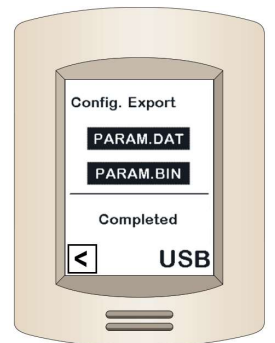 Config. Export
PARAM.DAT
PARAM.BIN
Completed
< USB